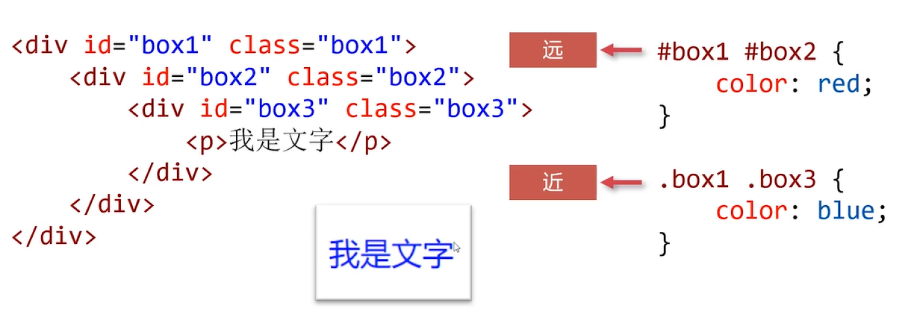 <div id="box1" class="box1">
<div id="box2" class="box2">
<div id="box3" class="box3">
<p>我是文字</p>
</div>
</div>
</div>
我是文字
远
#box1 #box2 {
color: red;
}
近
.box1 .box3 {
color: blue;
}